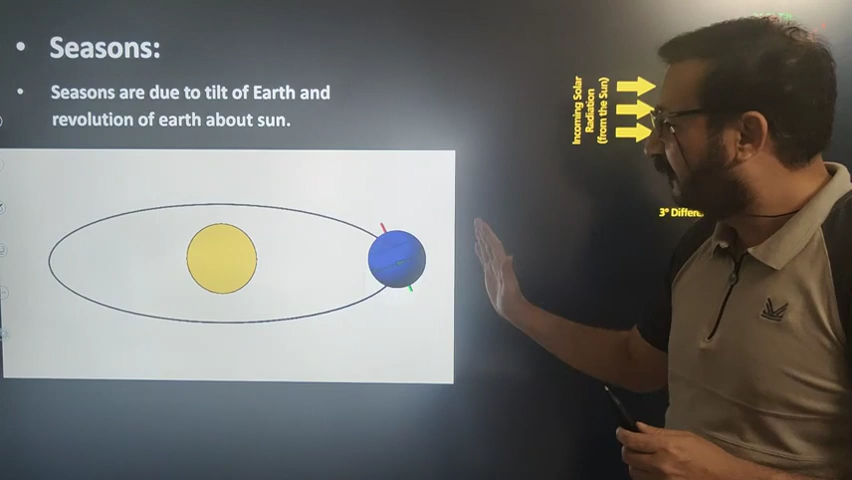 • Seasons:
• Seasons are due to tilt of Earth and
revolution of earth about sun.
Incoming Solar
Radiation
(from the Sun)
3°